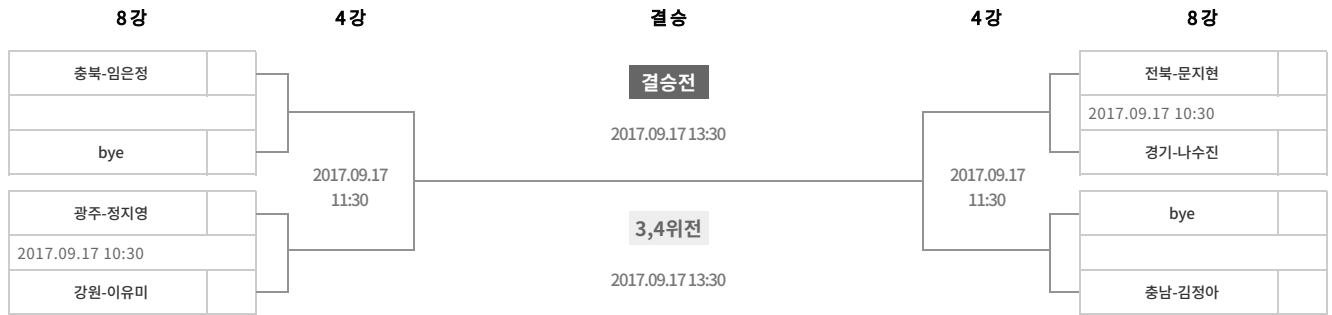 8강
4강
결승
4강
8강
충북-임은정
bye
광주-정지영
2017.09.17 10:30
강원-이유미
2017.09.17
11:30
결승전
2017.09.17 13:30
3,4위전
2017.09.17 13:30
2017.09.17
11:30
전북-문지현
2017.09.17 10:30
경기-나수진
bye
충남-김정아